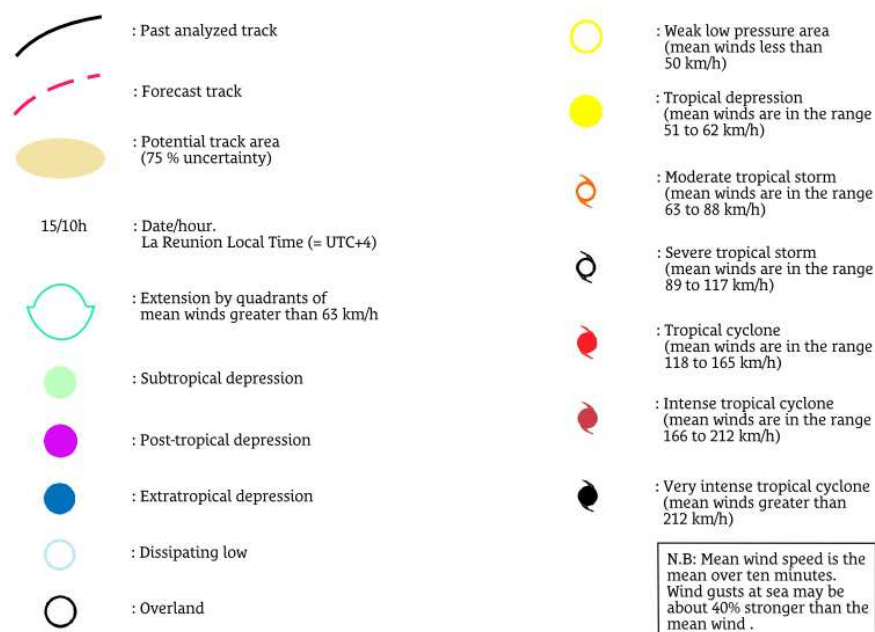 : Past analyzed track
: Forecast track
: Potential track area
(75 % uncertainty)
15/10h
: Date/hour.
La Reunion Local Time (= UTC+4)
: Extension by quadrants of
mean winds greater than 63 km/h
: Subtropical depression
: Post-tropical depression
: Extratropical depression
: Dissipating low
: Overland
: Weak low pressure area
(mean winds less than
50 km/h)
: Tropical depression
(mean winds are in the range
51 to 62 km/h)
: Moderate tropical storm
(mean winds are in the range
63 to 88 km/h)
: Severe tropical storm
(mean winds are in the range
89 to 117 km/h)
: Tropical cyclone
(mean winds are in the range
118 to 165 km/h)
: Intense tropical cyclone
(mean winds are in the range
166 to 212 km/h)
: Very intense tropical cyclone
(mean winds greater than
212 km/h)
N.B: Mean wind speed is the
mean over ten minutes.
Wind gusts at sea may be
about 40% stronger than the
mean wind .